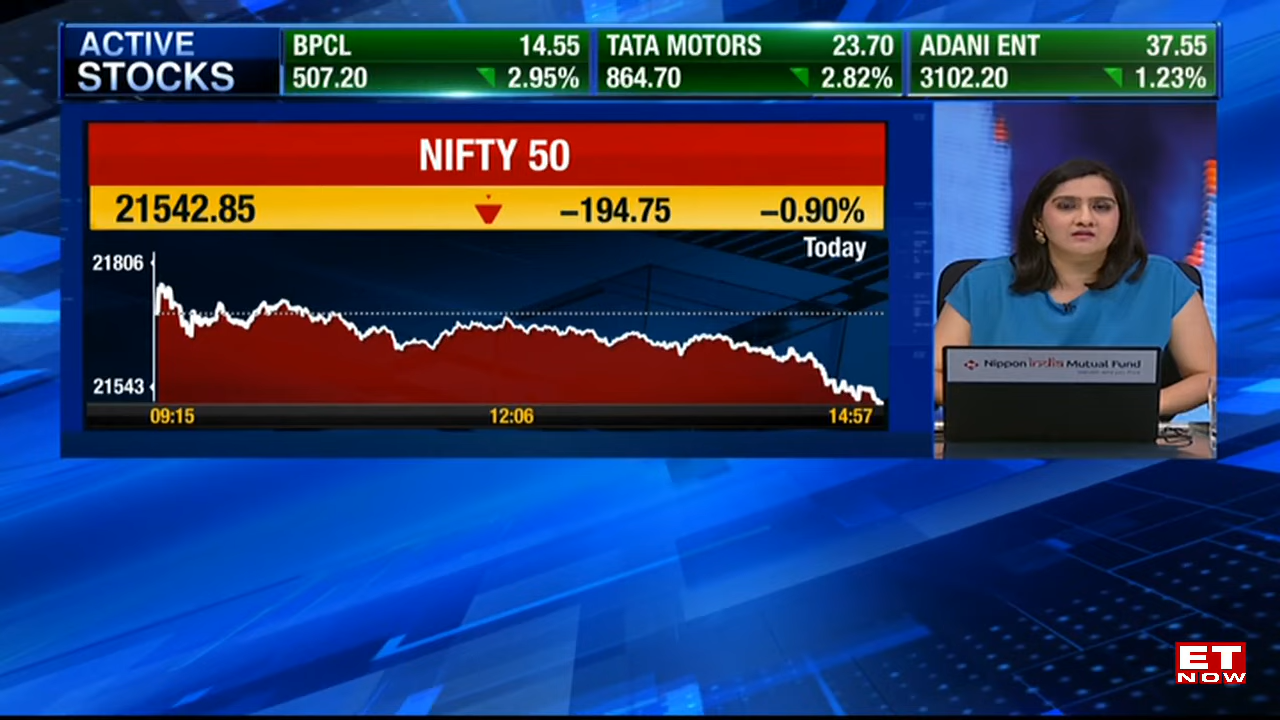 ACTIVE
STOCKS
BPCL 14.55
507.20 2.95%
TATA MOTORS 23.70
864.70 2.82%
ADANI ENT 37.55
3102.20 1.23%
NIFTY 50
21542.85 –194.75 –0.90%
Today
21806
21543
09:15 12:06 14:57
Nippon india Mutual Fund
ET
NOW